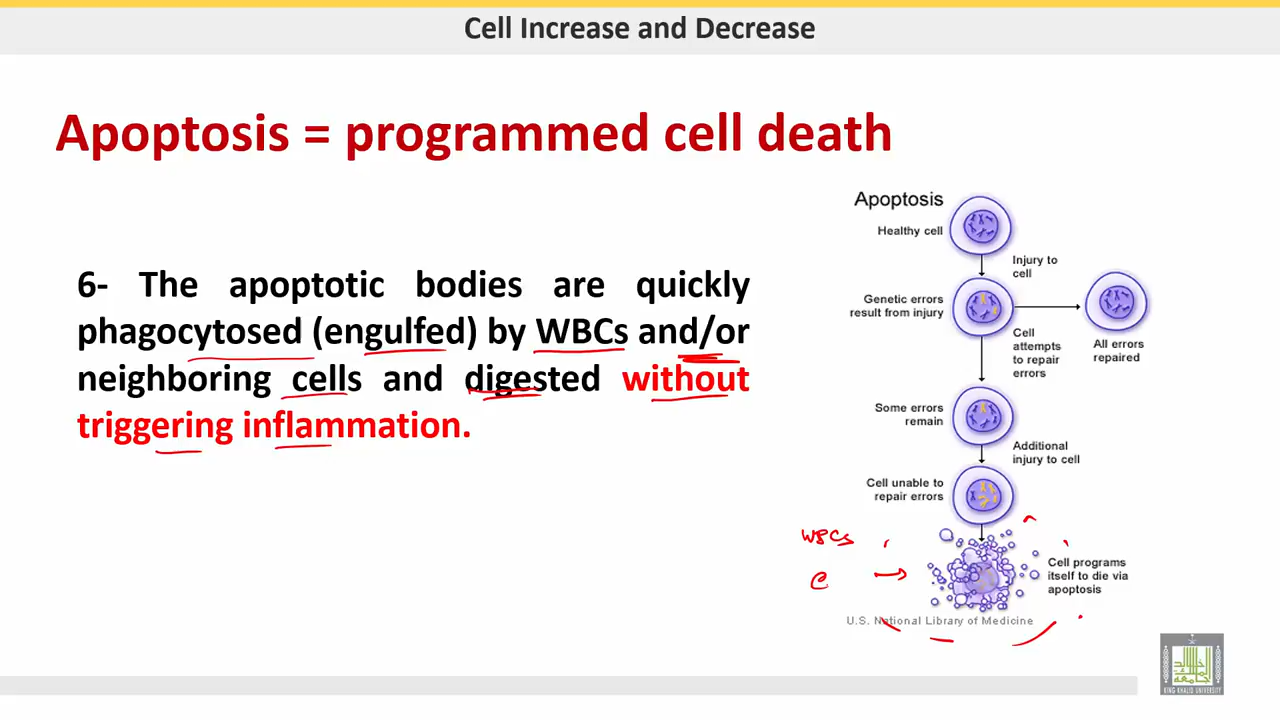 Cell Increase and Decrease
Apoptosis = programmed cell death
6- The apoptotic bodies are quickly
phagocytosed (engulfed) by WBCs and/or
neighboring cells and digested without
triggering inflammation.
Apoptosis
Healthy cell
Injury to
cell
Genetic errors
result from injury
Cell
attempts
to repair
errors
All errors
repaired
Some errors
remain
Additional
injury to cell
Cell unable to
repair errors
WBCs
C
Cell programs
itself to die via
apoptosis
U.S. National Library of Medicine
جامعة الملك خالد
KING KHALID UNIVERSITY